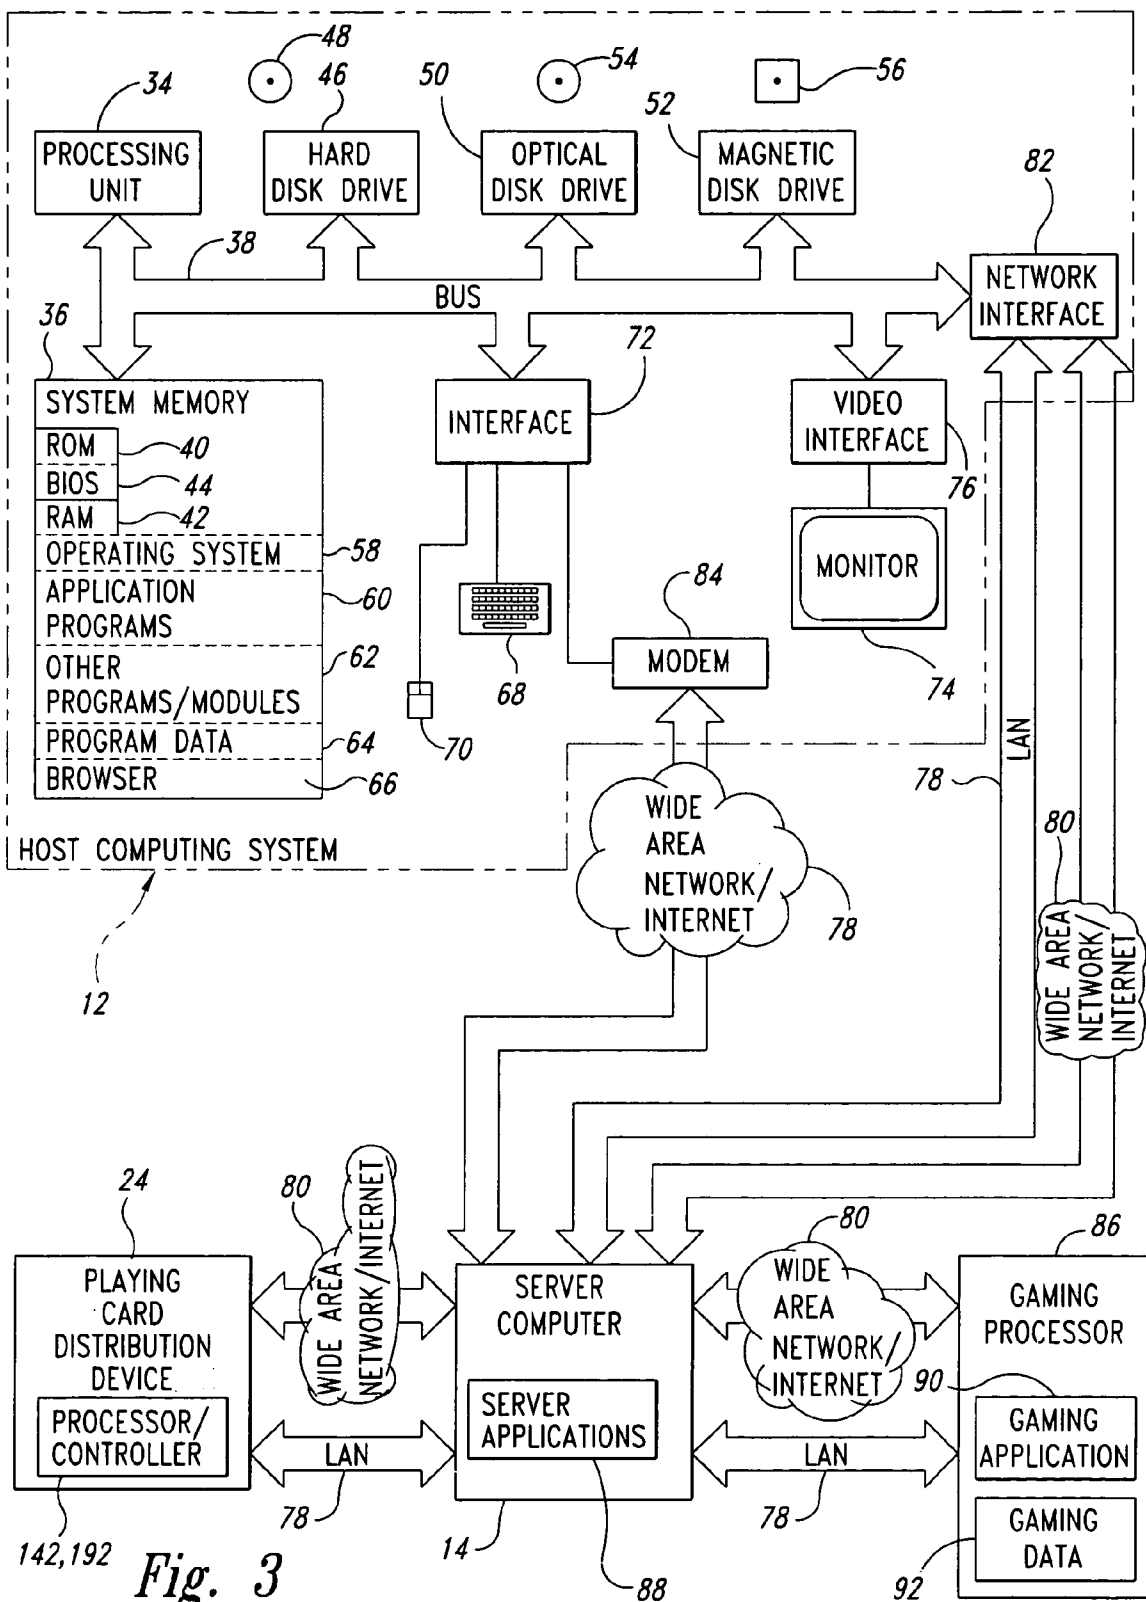 48
54
56
34
46
50
52
82
PROCESSING
UNIT
HARD
DISK DRIVE
OPTICAL
DISK DRIVE
MAGNETIC
DISK DRIVE
38
BUS
NETWORK
INTERFACE
36
72
SYSTEM MEMORY
ROM
40
BIOS
44
RAM
42
OPERATING SYSTEM
58
APPLICATION
PROGRAMS
60
OTHER
PROGRAMS/MODULES
62
PROGRAM DATA
64
BROWSER
66
INTERFACE
VIDEO
INTERFACE
76
MONITOR
74
84
MODEM
68
70
LAN
78
80
HOST COMPUTING SYSTEM
12
WIDE
AREA
NETWORK/
INTERNET
78
WIDE AREA
NETWORK/
INTERNET
24
80
80
86
PLAYING
CARD
DISTRIBUTION
DEVICE
PROCESSOR/
CONTROLLER
142,192
WIDE AREA
NETWORK/INTERNET
LAN
78
SERVER
COMPUTER
SERVER
APPLICATIONS
14
88
WIDE
AREA
NETWORK/
INTERNET
LAN
78
GAMING
PROCESSOR
90
GAMING
APPLICATION
GAMING
DATA
92
Fig. 3